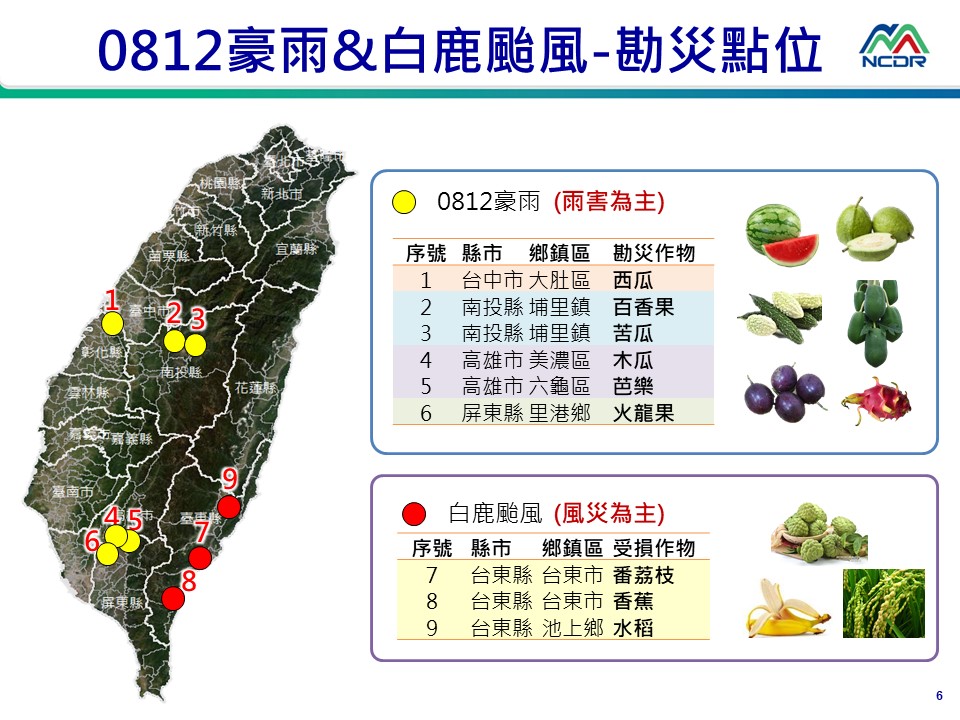 0812豪雨&白鹿颱風-勘災點位
NCDR
臺北市
桃園縣
新北市
新竹縣
宜蘭縣
苗栗縣
1
臺中市
2
3
彰化縣
南投縣
花蓮縣
雲林縣
嘉義縣
臺南市
9
4
5
臺東縣
7
6
8
屏東縣
0812豪雨 (雨害為主)
序號 縣市 鄉鎮區 勘災作物
1 台中市 大肚區 西瓜
2 南投縣 埔里鎮 百香果
3 南投縣 埔里鎮 苦瓜
4 高雄市 美濃區 木瓜
5 高雄市 六龜區 芭樂
6 屏東縣 里港鄉 火龍果
白鹿颱風 (風災為主)
序號 縣市 鄉鎮區 受損作物
7 台東縣 台東市 番荔枝
8 台東縣 台東市 香蕉
9 台東縣 池上鄉 水稻
6